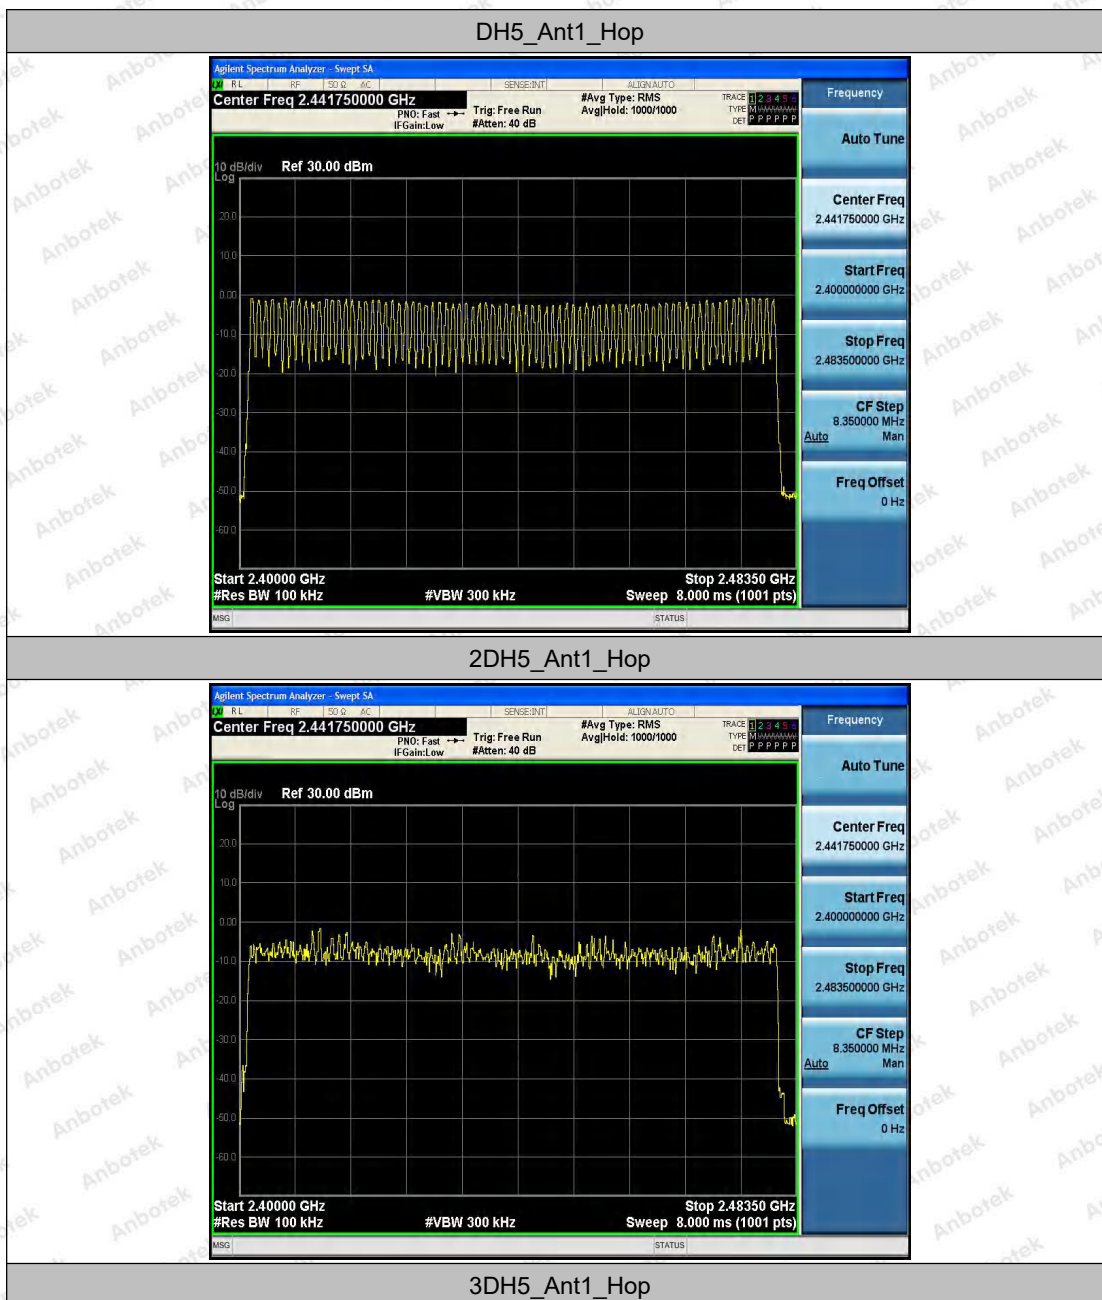 DH5_Ant1_Hop
Agilent Spectrum Analyzer - Swept SA
RL RF 50 Ω AC SENSE:INT ALIGNAUTO
Center Freq 2.441750000 GHz
PNO: Fast
IFGain:Low
Trig: Free Run
#Atten: 40 dB
#Avg Type: RMS
Avg|Hold: 1000/1000
TRACE 1 2 3 4 5 6
TYPE M
DET P P P P P P
10 dB/div
Log
Ref 30.00 dBm
20.0
10.0
0.00
-10.0
-20.0
-30.0
-40.0
-50.0
-60.0
Start 2.40000 GHz
Stop 2.48350 GHz
#Res BW 100 kHz
#VBW 300 kHz
Sweep 8.000 ms (1001 pts)
MSG
STATUS
Frequency
Auto Tune
Center Freq
2.441750000 GHz
Start Freq
2.400000000 GHz
Stop Freq
2.483500000 GHz
CF Step
8.350000 MHz
Auto Man
Freq Offset
0 Hz
2DH5_Ant1_Hop
Agilent Spectrum Analyzer - Swept SA
RL RF 50 Ω AC SENSE:INT ALIGNAUTO
Center Freq 2.441750000 GHz
PNO: Fast
IFGain:Low
Trig: Free Run
#Atten: 40 dB
#Avg Type: RMS
Avg|Hold: 1000/1000
TRACE 1 2 3 4 5 6
TYPE M
DET P P P P P P
10 dB/div
Log
Ref 30.00 dBm
20.0
10.0
0.00
-10.0
-20.0
-30.0
-40.0
-50.0
-60.0
Start 2.40000 GHz
Stop 2.48350 GHz
#Res BW 100 kHz
#VBW 300 kHz
Sweep 8.000 ms (1001 pts)
MSG
STATUS
Frequency
Auto Tune
Center Freq
2.441750000 GHz
Start Freq
2.400000000 GHz
Stop Freq
2.483500000 GHz
CF Step
8.350000 MHz
Auto Man
Freq Offset
0 Hz
3DH5_Ant1_Hop
Anbotek